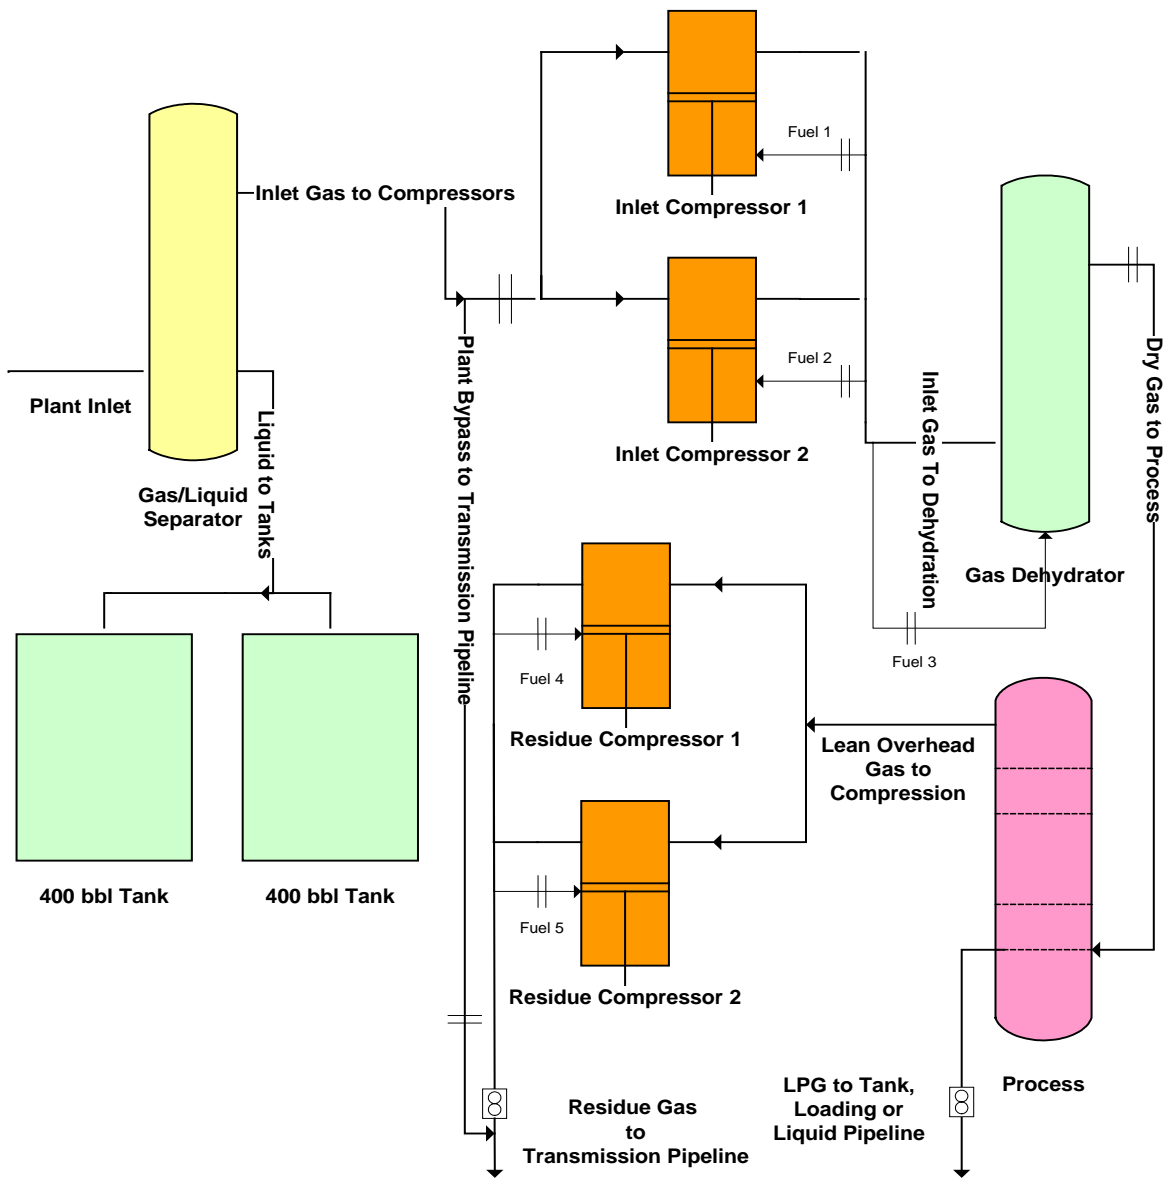 Fuel 1
Inlet Gas to Compressors
Inlet Compressor 1
Plant Bypass to Transmission Pipeline
Dry Gas to Process
Fuel 2
Inlet Gas To Dehydration
Plant Inlet
Liquid to Tanks
Inlet Compressor 2
Gas/Liquid
Separator
Gas Dehydrator
Fuel 3
Fuel 4
Residue Compressor 1
Lean Overhead
Gas to
Compression
400 bbl Tank
400 bbl Tank
Fuel 5
Residue Compressor 2
Process
LPG to Tank,
Loading or
Liquid Pipeline
Residue Gas
to
Transmission Pipeline